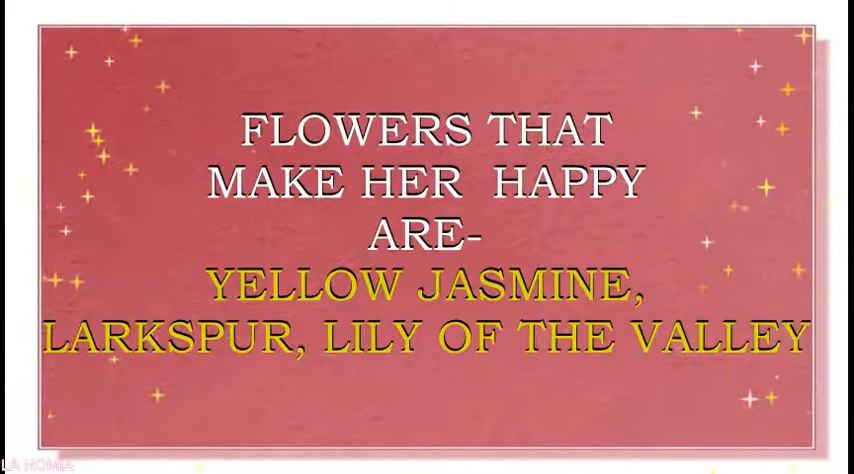 FLOWERS THAT
MAKE HER HAPPY
ARE-
YELLOW JASMINE,
LARKSPUR, LILY OF THE VALLEY
LA NOMIA